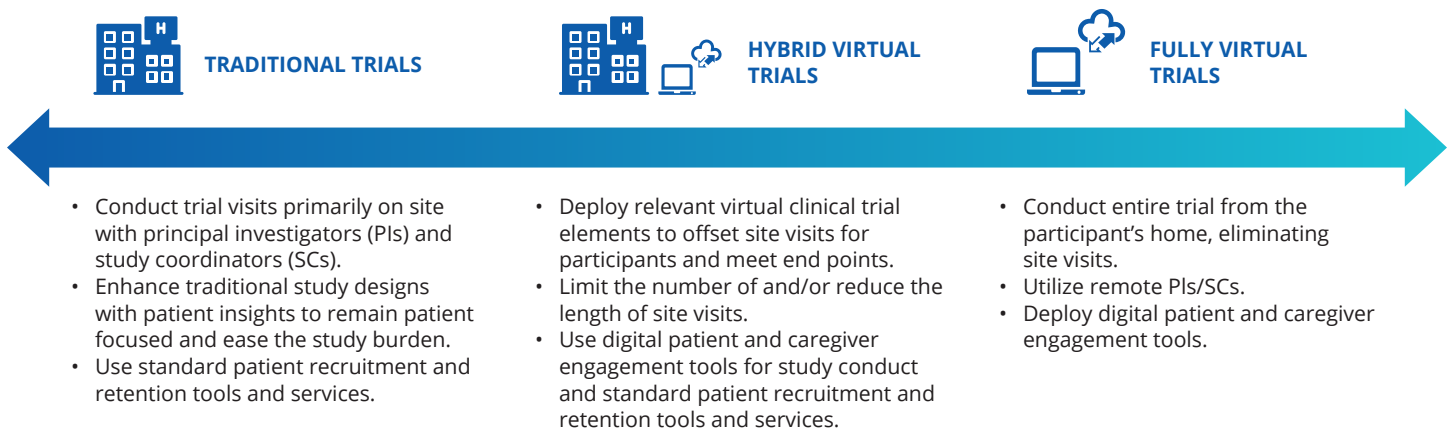 H
TRADITIONAL TRIALS
H
HYBRID VIRTUAL
TRIALS
FULLY VIRTUAL
TRIALS
• Conduct trial visits primarily on site
with principal investigators (PIs) and
study coordinators (SCs).
• Enhance traditional study designs
with patient insights to remain patient
focused and ease the study burden.
• Use standard patient recruitment and
retention tools and services.
• Deploy relevant virtual clinical trial
elements to offset site visits for
participants and meet end points.
• Limit the number of and/or reduce the
length of site visits.
• Use digital patient and caregiver
engagement tools for study conduct
and standard patient recruitment and
retention tools and services.
• Conduct entire trial from the
participant’s home, eliminating
site visits.
• Utilize remote PIs/SCs.
• Deploy digital patient and caregiver
engagement tools.